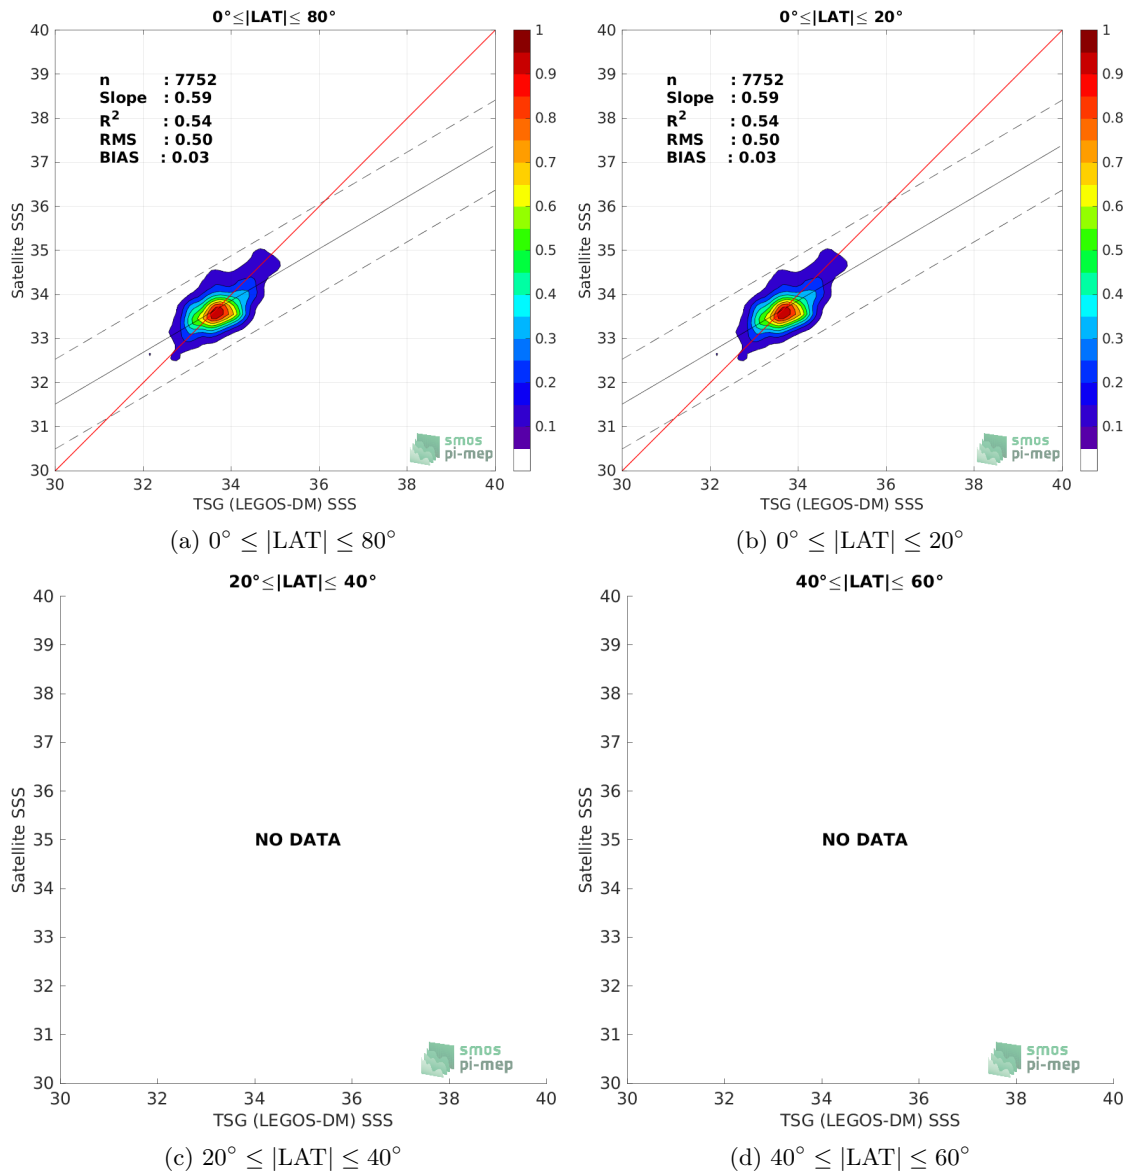 0°≤|LAT|≤ 80°
40
39
38
37
36
35
34
33
32
31
30
30 32 34 36 38 40
Satellite SSS
TSG (LEGOS-DM) SSS
n : 7752
Slope : 0.59
R² : 0.54
RMS : 0.50
BIAS : 0.03
1
0.9
0.8
0.7
0.6
0.5
0.4
0.3
0.2
0.1
smos
pi-mep
(a) 0° ≤ |LAT| ≤ 80°
0°≤|LAT|≤ 20°
40
39
38
37
36
35
34
33
32
31
30
30 32 34 36 38 40
Satellite SSS
TSG (LEGOS-DM) SSS
n : 7752
Slope : 0.59
R² : 0.54
RMS : 0.50
BIAS : 0.03
1
0.9
0.8
0.7
0.6
0.5
0.4
0.3
0.2
0.1
smos
pi-mep
(b) 0° ≤ |LAT| ≤ 20°
20°≤|LAT|≤ 40°
40
39
38
37
36
35
34
33
32
31
30
30 32 34 36 38 40
Satellite SSS
TSG (LEGOS-DM) SSS
NO DATA
smos
pi-mep
(c) 20° ≤ |LAT| ≤ 40°
40°≤|LAT|≤ 60°
40
39
38
37
36
35
34
33
32
31
30
30 32 34 36 38 40
Satellite SSS
TSG (LEGOS-DM) SSS
NO DATA
smos
pi-mep
(d) 40° ≤ |LAT| ≤ 60°